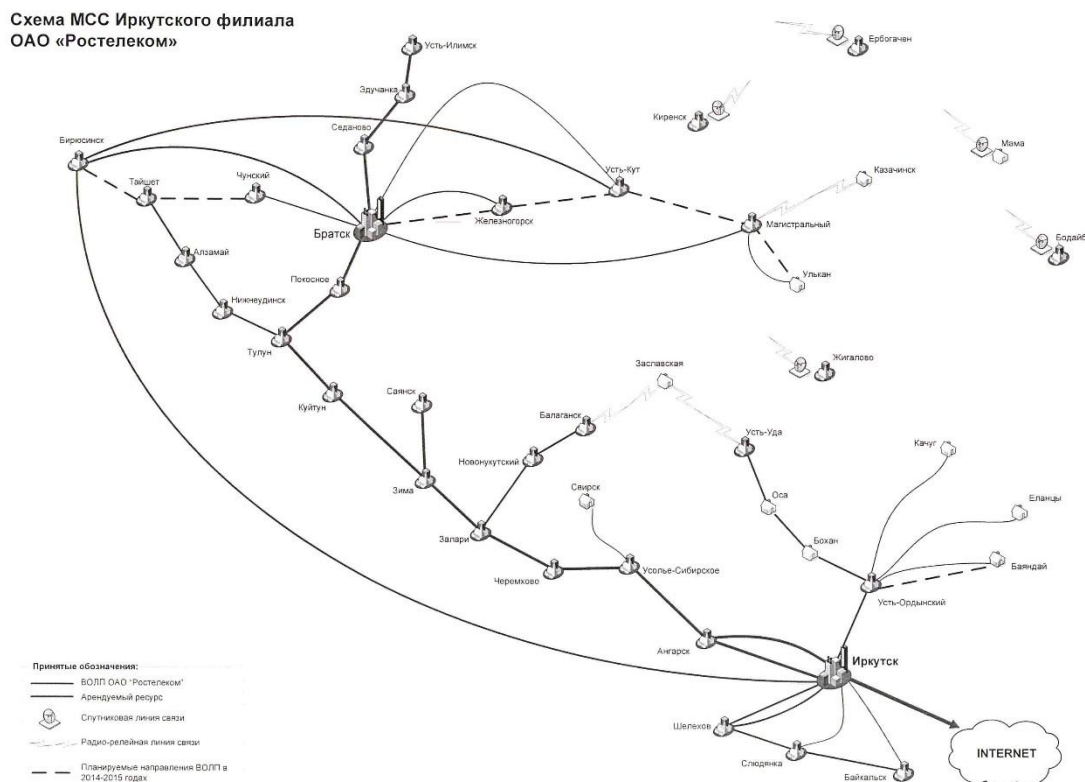 Схема МСС Иркутского филиала
ОАО «Ростелеком»
Усть-Илимск
Ербогачен
Эдучанка
Киренск
Седаново
Бирюсинск
Мама
Тайшет
Чунский
Усть-Кут
Казачинск
Братск
Железногорск
Магистральный
Бодайб
Алзамай
Покосное
Улькан
Нижнеудинск
Тулун
Заславская
Жигалово
Куйтун
Саянск
Балаганск
Усть-Уда
Качуг
Новонукутский
Зима
Свирск
Оса
Еланцы
Залари
Бохан
Черемхово
Усолье-Сибирское
Баяндай
Усть-Ордынский
Ангарск
Иркутск
Принятые обозначения:
ВОЛП ОАО "Ростелеком"
Арендуемый ресурс
Спутниковая линия связи
Радио-релейная линия связи
Планируемые направления ВОЛП в
2014-2015 годах
Шелехов
Слюдянка
Байкальск
INTERNET